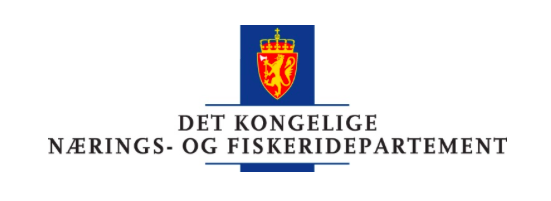 DET KONGELIGE
NÆRINGS- OG FISKERIDEPARTEMENT